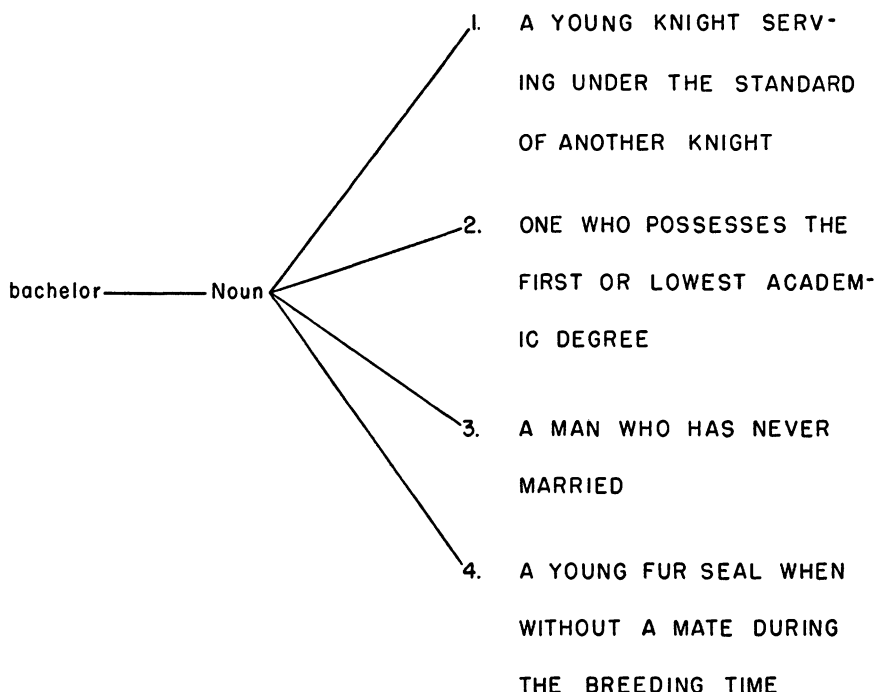 1. A YOUNG KNIGHT SERV-
ING UNDER THE STANDARD
OF ANOTHER KNIGHT
2. ONE WHO POSSESSES THE
FIRST OR LOWEST ACADEM-
IC DEGREE
bachelor Noun
3. A MAN WHO HAS NEVER
MARRIED
4. A YOUNG FUR SEAL WHEN
WITHOUT A MATE DURING
THE BREEDING TIME